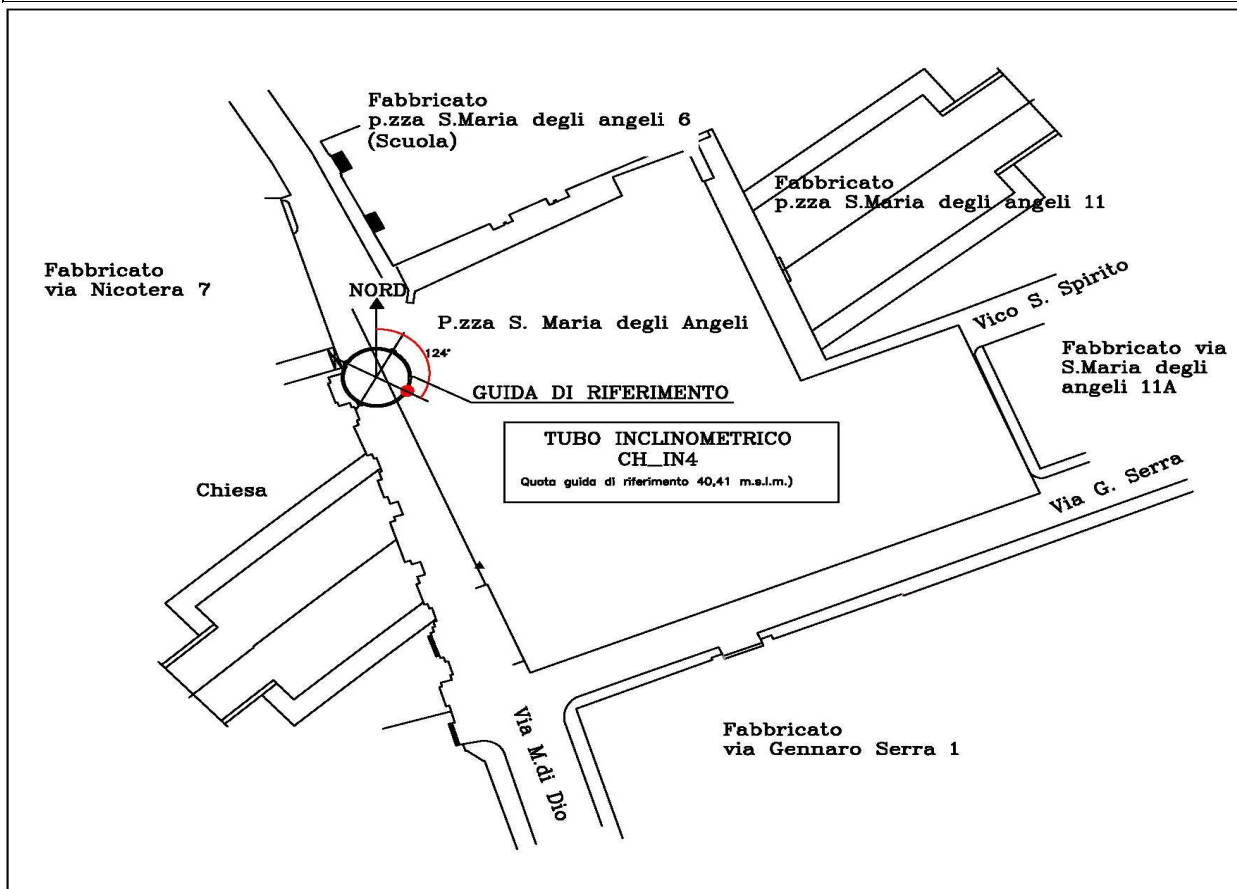 Fabbricato
p.zza S.Maria degli angeli 6
(Scuola)
Fabbricato
p.zza S.Maria degli angeli 11
Fabbricato
via Nicotera 7
NORD
Vico S. Spirito
P.zza S. Maria degli Angeli
124°
Fabbricato via
S.Maria degli
angeli 11A
GUIDA DI RIFERIMENTO
TUBO INCLINOMETRICO
CH_IN4
Quota guida di riferimento 40,41 m.s.l.m.)
Chiesa
Via G. Serra
Via M.di Dio
Fabbricato
via Gennaro Serra 1